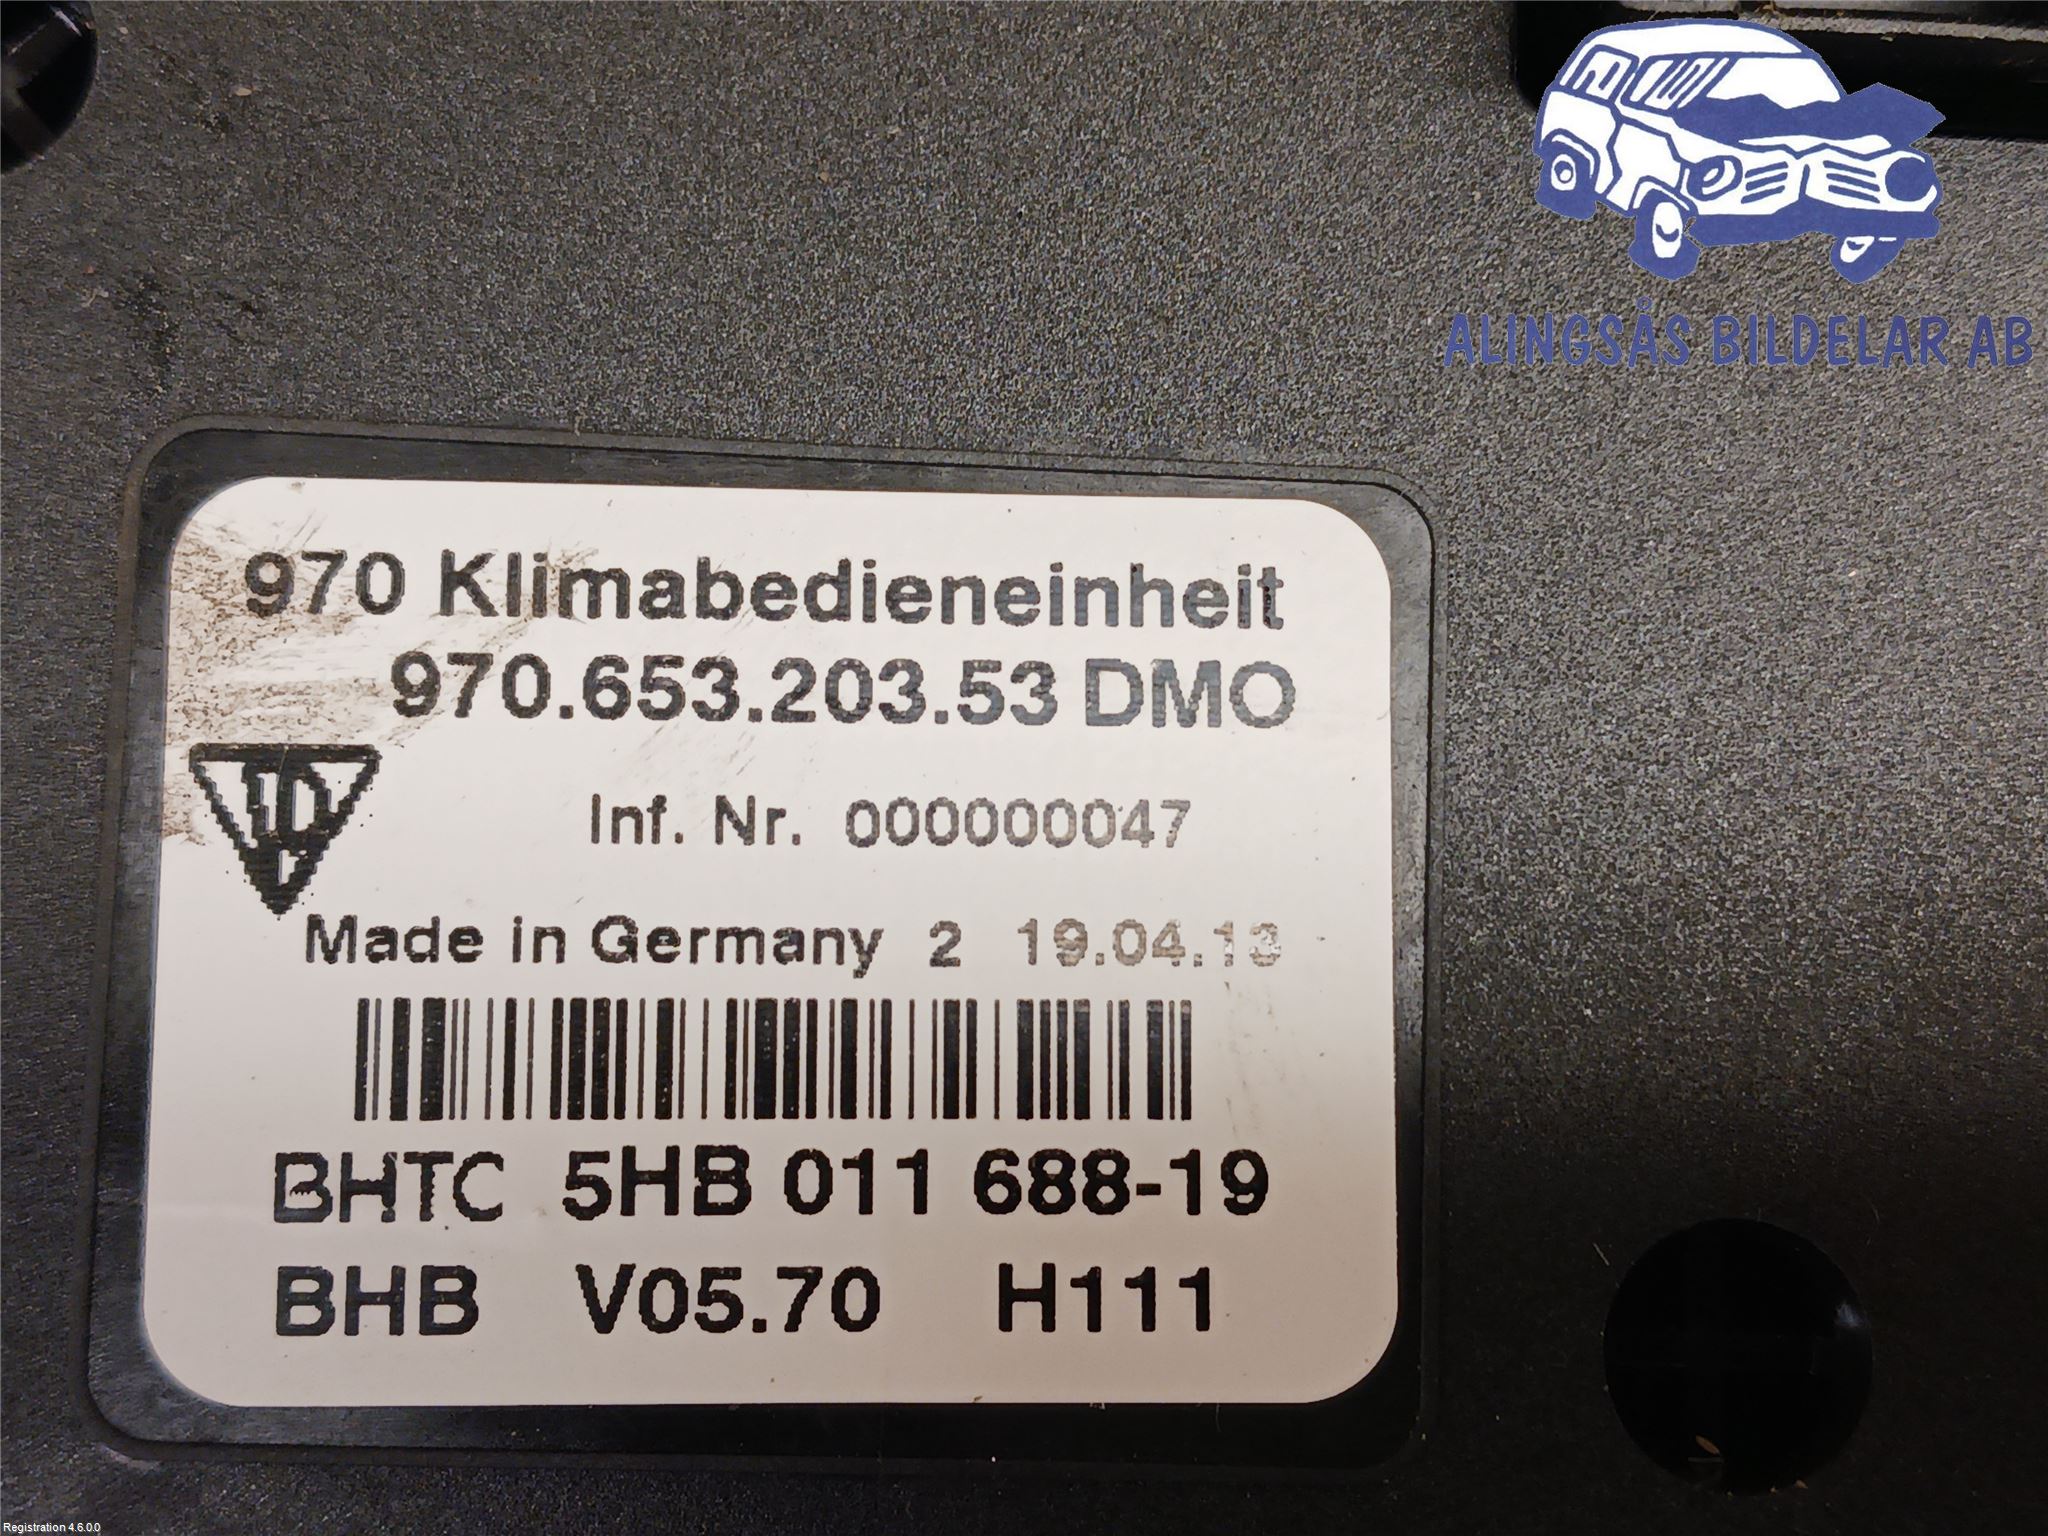 ALINGSÅS BILDELAR AB
970 Klimabedieneinheit
970.653.203.53 DMO
Inf. Nr. 000000047
Made in Germany 2 19.04.13
BHTC 5HB 011 688-19
BHB V05.70 H111
Registration 4.6.0.0